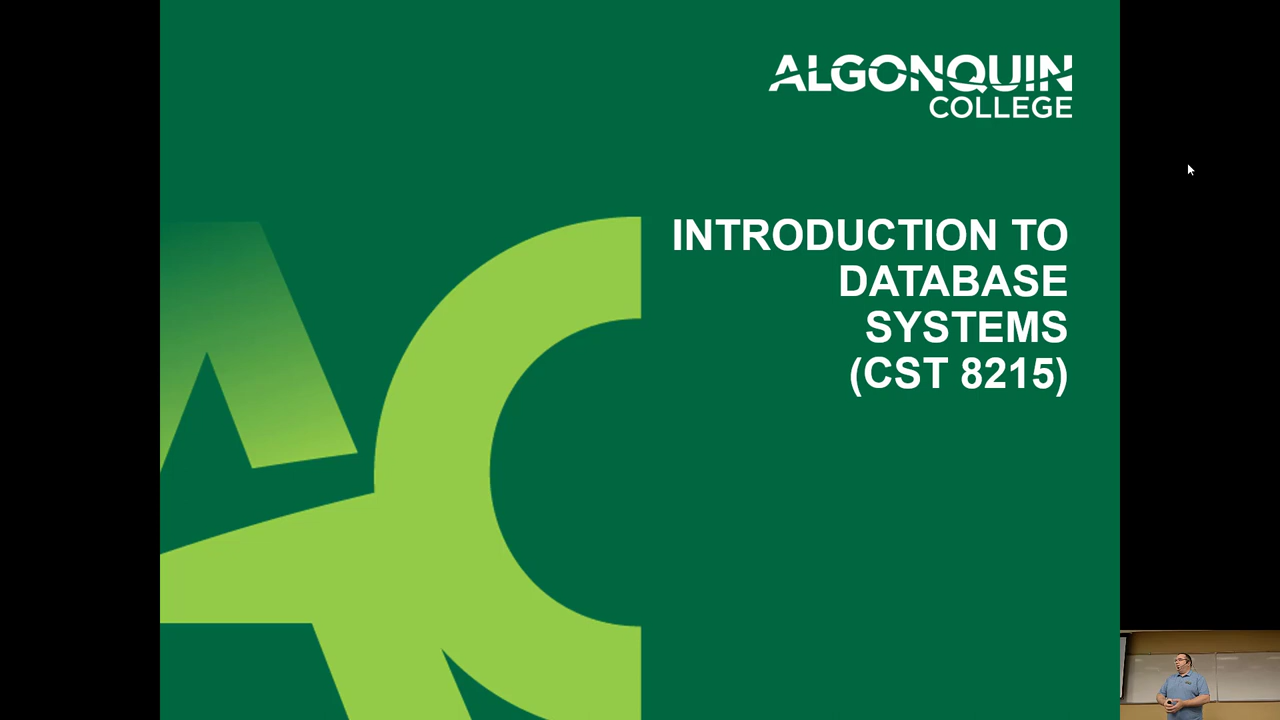 ALGONQUIN
COLLEGE
INTRODUCTION TO
DATABASE
SYSTEMS
(CST 8215)